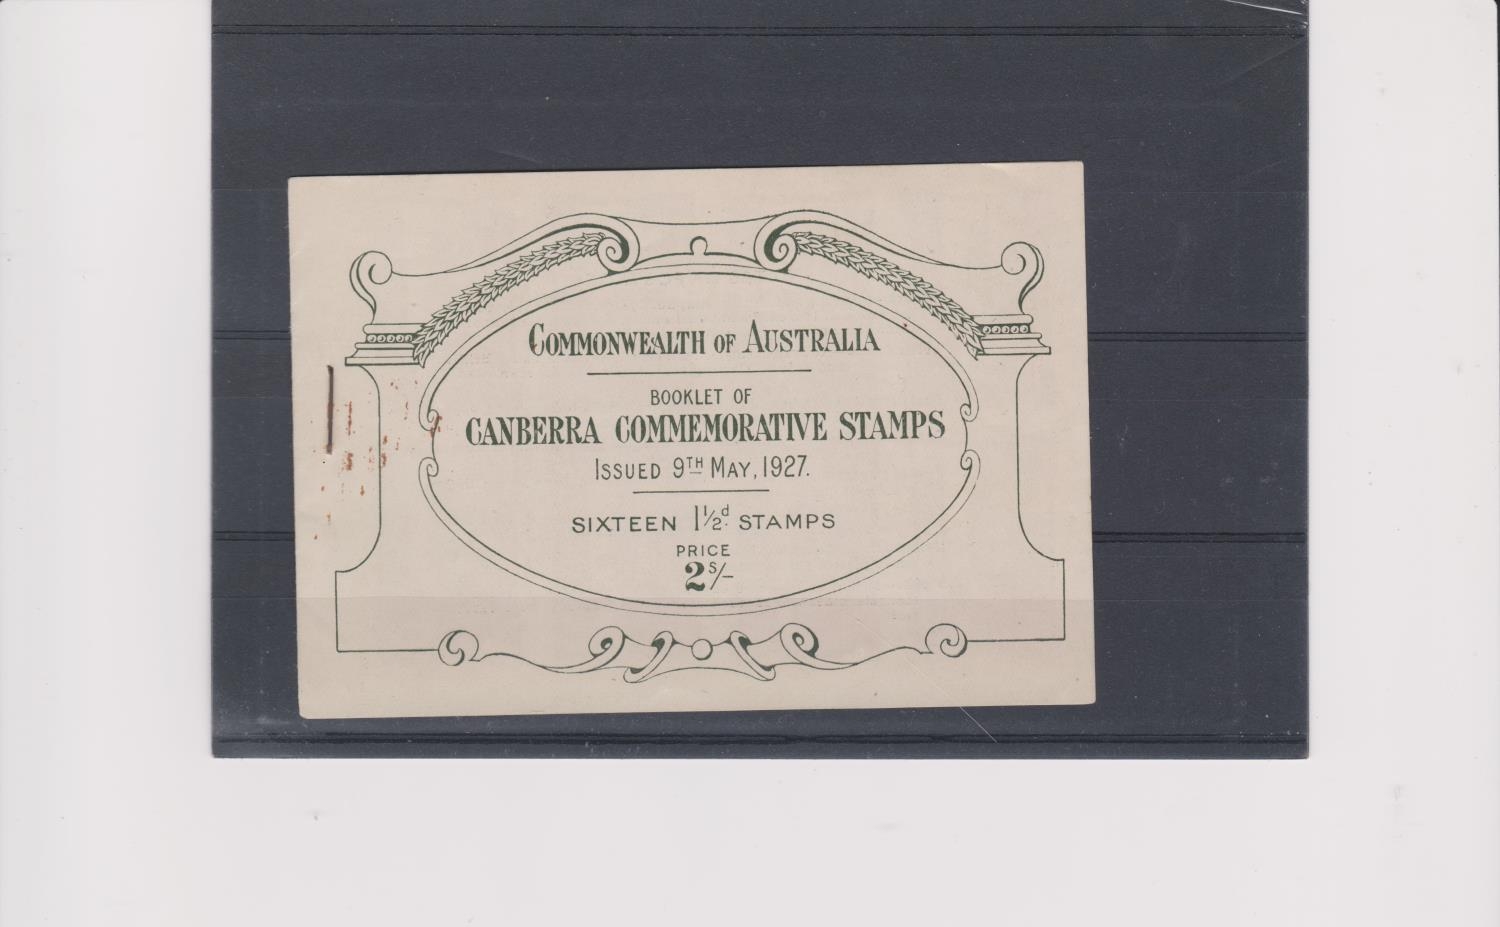 COMMONWEALTH OF AUSTRALIA
BOOKLET OF
CANBERRA COMMEMORATIVE STAMPS
ISSUED 9TH MAY, 1927.
SIXTEEN 1½d. STAMPS
PRICE
2s/-